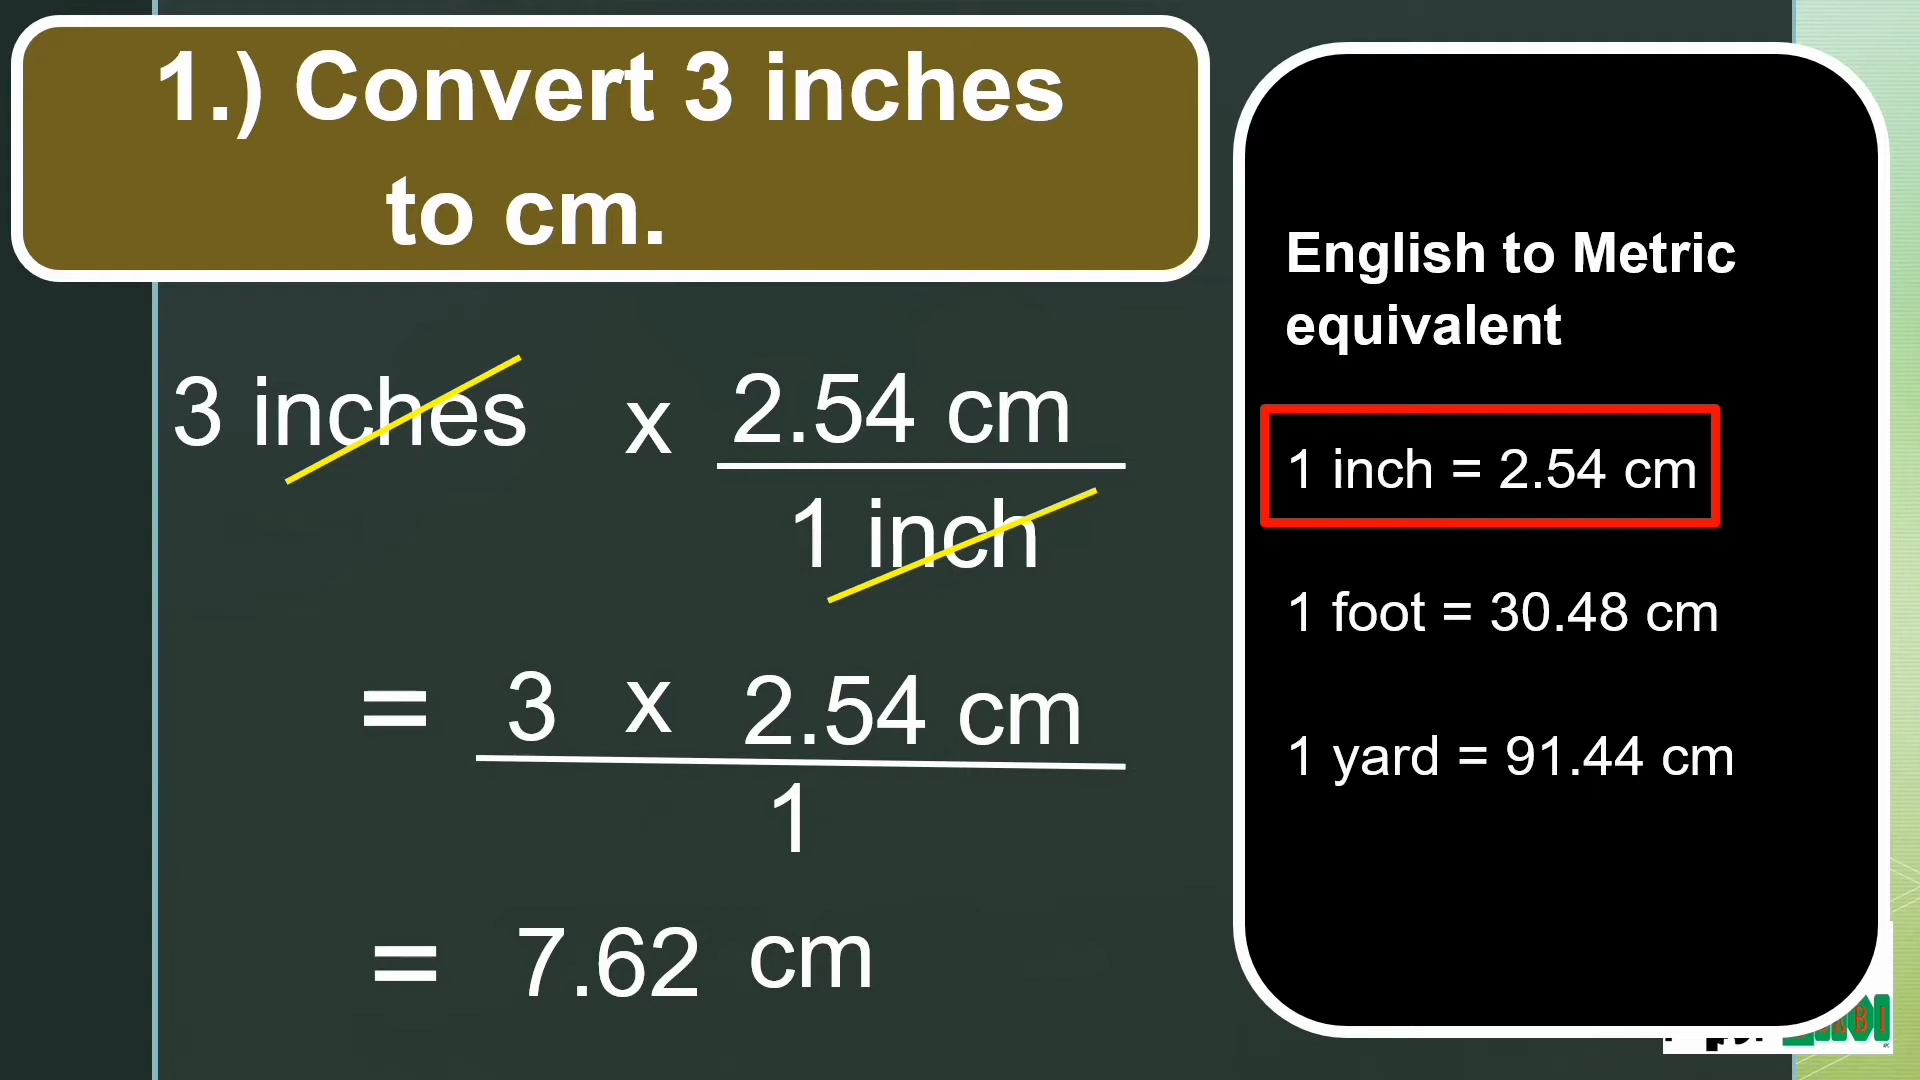 1.) Convert 3 inches
to cm.
3 inches x 2.54 cm
1 inch
= 3 x 2.54 cm
1
= 7.62 cm
English to Metric
equivalent
1 inch = 2.54 cm
1 foot = 30.48 cm
1 yard = 91.44 cm